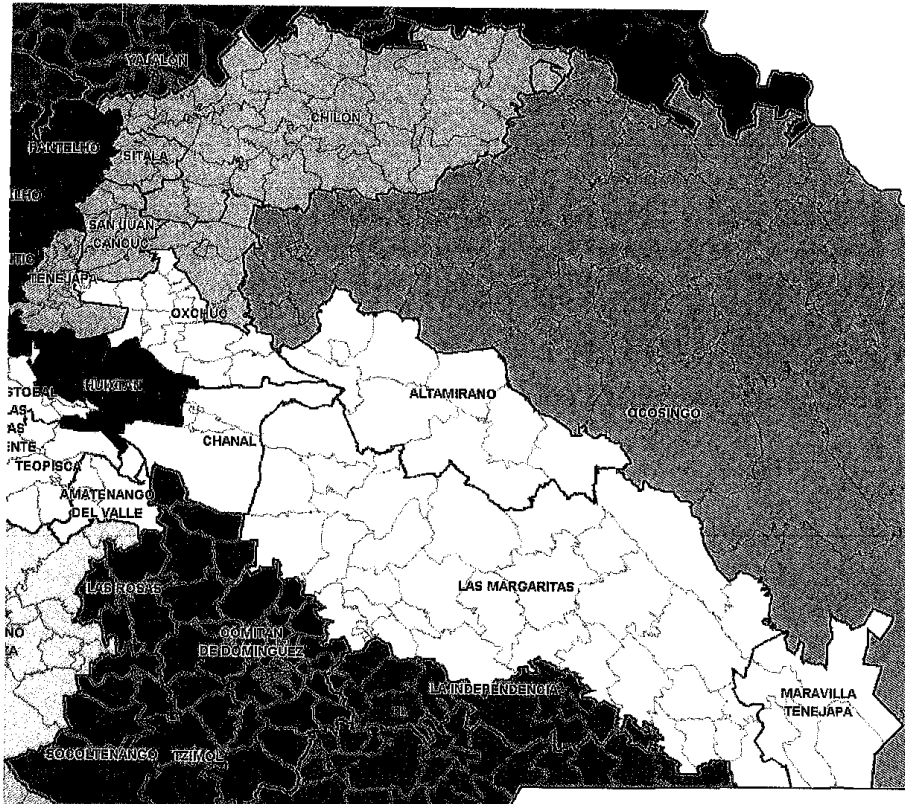 YAJALON
CHILON
PANTELHO
SITALA
ILHO
SAN JUAN
CANCUC
TENEJAPA
OXCHUC
HUIXTAN
ALTAMIRANO
OCOSINGO
CHANAL
TEOPISCA
AMATENANGO
DEL VALLE
LAS ROSAS
LAS MARGARITAS
COMITAN
DE DOMINGUEZ
LA INDEPENDENCIA
MARAVILLA
TENEJAPA
SOCOLTENANGO
TZIMOL